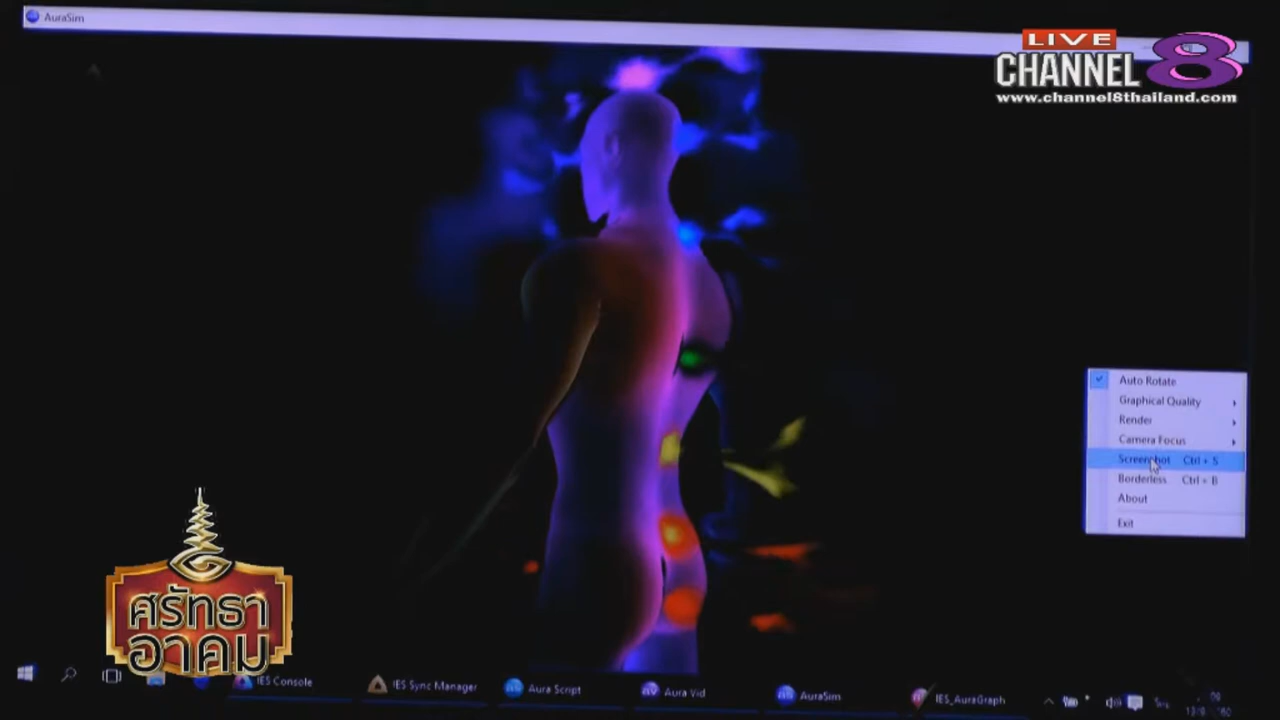 AuraSim
LIVE
CHANNEL 8
www.channel8thailand.com
Auto Rotate
Graphical Quality
Render
Camera Focus
Screenshot Ctrl + S
Borderless Ctrl + B
About
Exit
ศรัทธา
อาคม
IES Console
IES Sync Manager
Aura Script
Aura Vid
AuraSim
IES_AuraGraph